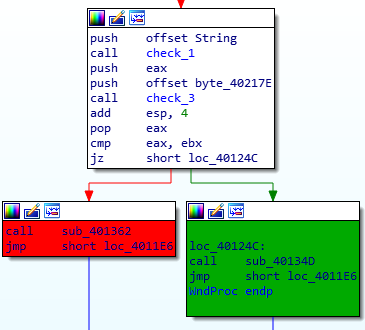 push offset String
call check_1
push eax
push offset byte_40217E
call check_3
add esp, 4
pop eax
cmp eax, ebx
jz short loc_40124C
call sub_401362
jmp short loc_4011E6
loc_40124C:
call sub_40134D
jmp short loc_4011E6
WndProc endp